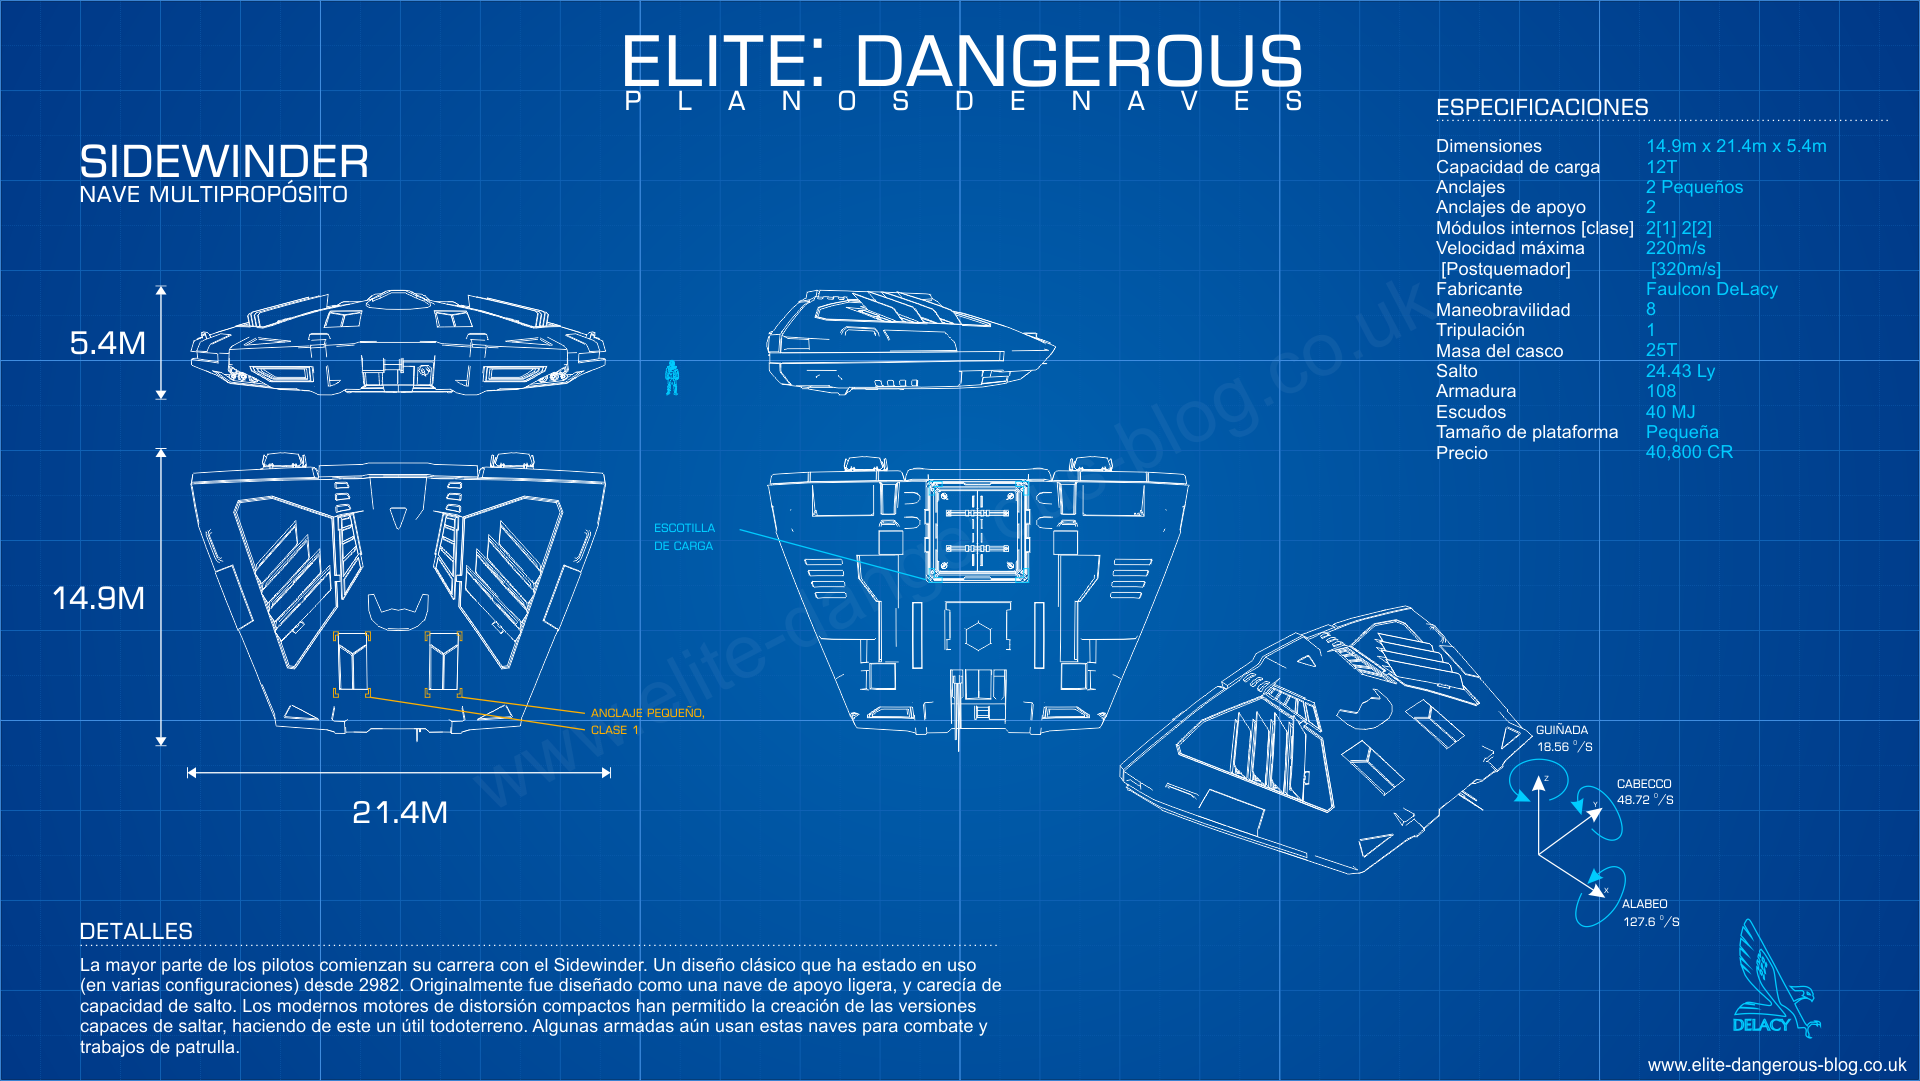 ELITE: DANGEROUS
PLANOS DE NAVES
SIDEWINDER
NAVE MULTIPROPÓSITO
ESPECIFICACIONES
Dimensiones 14.9m x 21.4m x 5.4m
Capacidad de carga 12T
Anclajes 2 Pequeños
Anclajes de apoyo 2
Módulos internos [clase] 2[1] 2[2]
Velocidad máxima 220m/s
[Postquemador] [320m/s]
Fabricante Faulcon DeLacy
Maneobravilidad 8
Tripulación 1
Masa del casco 25T
Salto 24.43 Ly
Armadura 108
Escudos 40 MJ
Tamaño de plataforma Pequeña
Precio 40,800 CR
5.4M
14.9M
21.4M
ESCOTILLA
DE CARGA
ANCLAJE PEQUEÑO,
CLASE 1
www.elite-dangerous-blog.co.uk
GUIÑADA
18.56 °/S
Z
CABECCO
48.72 °/S
Y
X
ALABEO
127.6 °/S
DETALLES
La mayor parte de los pilotos comienzan su carrera con el Sidewinder. Un diseño clásico que ha estado en uso
(en varias configuraciones) desde 2982. Originalmente fue diseñado como una nave de apoyo ligera, y carecía de
capacidad de salto. Los modernos motores de distorsión compactos han permitido la creación de las versiones
capaces de saltar, haciendo de este un útil todoterreno. Algunas armadas aún usan estas naves para combate y
trabajos de patrulla.
DELACY
www.elite-dangerous-blog.co.uk